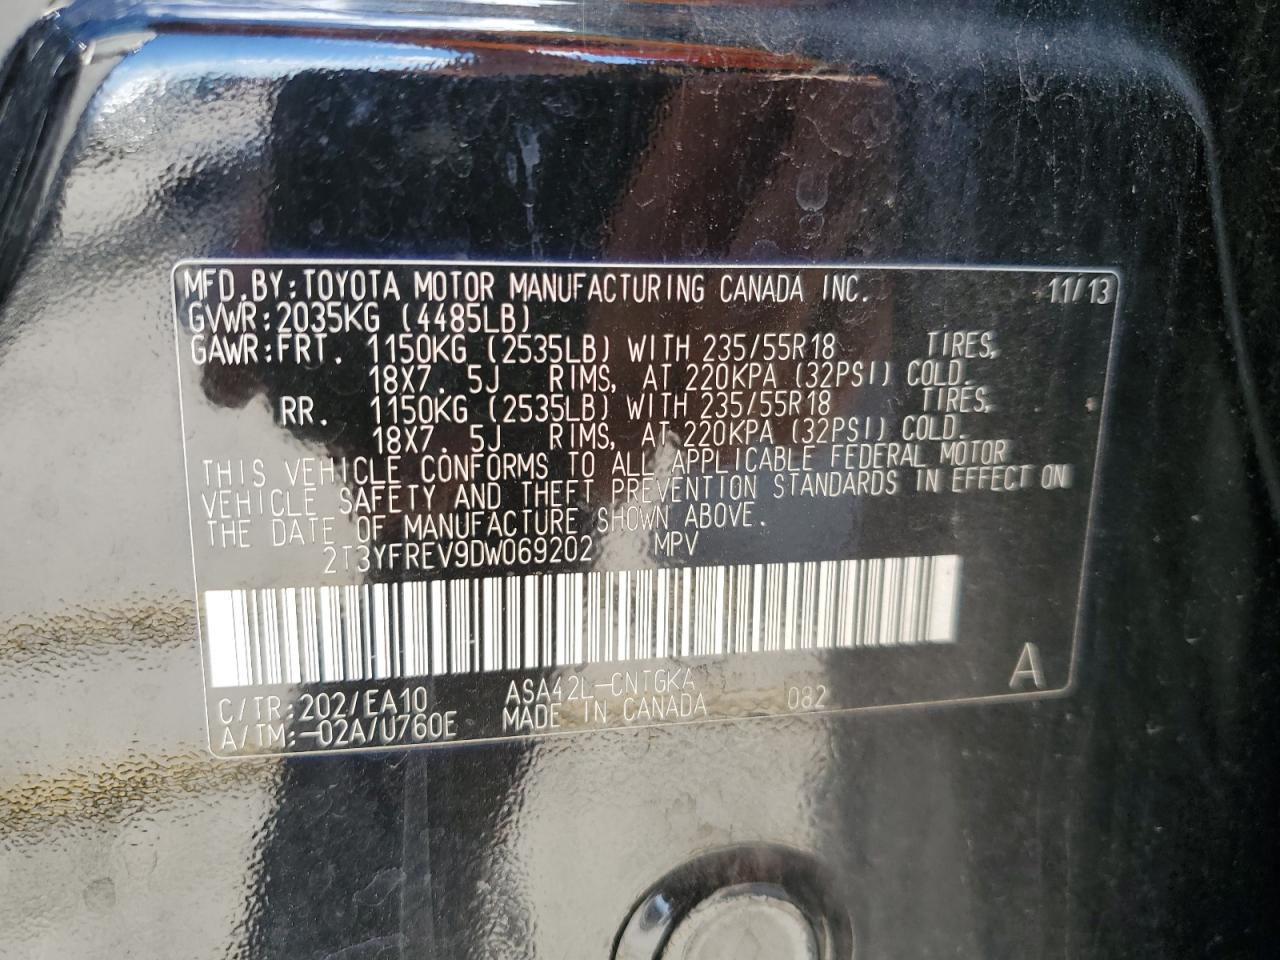 MFD.BY:TOYOTA MOTOR MANUFACTURING CANADA INC. 11/13
GVWR:2035KG (4485LB)
GAWR:FRT. 1150KG (2535LB) WITH 235/55R18 TIRES,
18X7.5J RIMS, AT 220KPA (32PSI) COLD.
RR. 1150KG (2535LB) WITH 235/55R18 TIRES,
18X7.5J RIMS, AT 220KPA (32PSI) COLD.
THIS VEHICLE CONFORMS TO ALL APPLICABLE FEDERAL MOTOR
VEHICLE SAFETY AND THEFT PREVENTION STANDARDS IN EFFECT ON
THE DATE OF MANUFACTURE SHOWN ABOVE.
2T3YFREV9DW069202 MPV
C/TR:202/EA10 ASA42L-CNTGKA 082 A
A/TM:-02A/U760E MADE IN CANADA